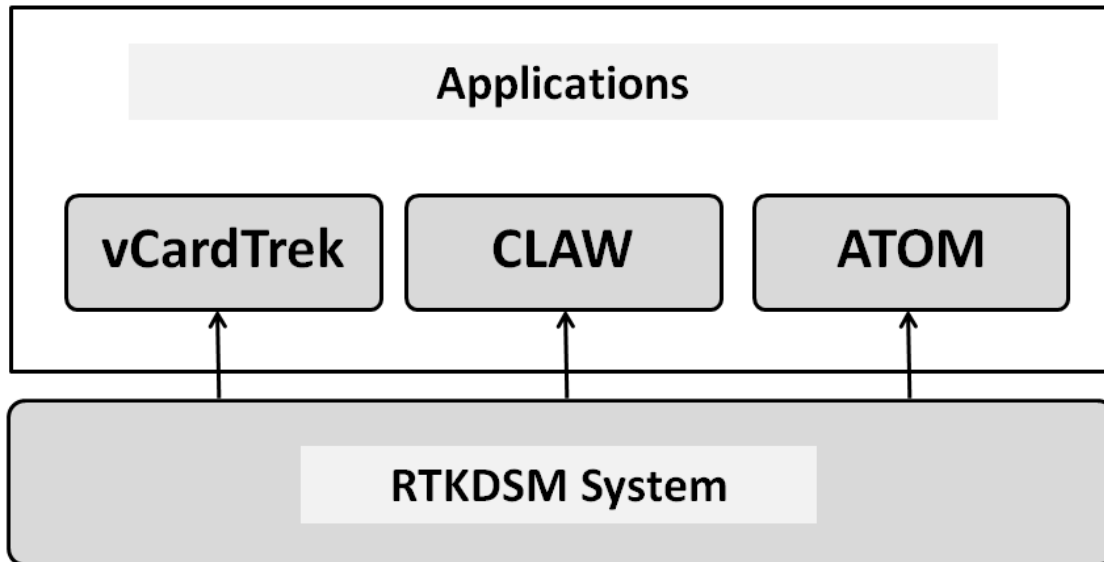 Applications
vCardTrek
CLAW
ATOM
RTKDSM System